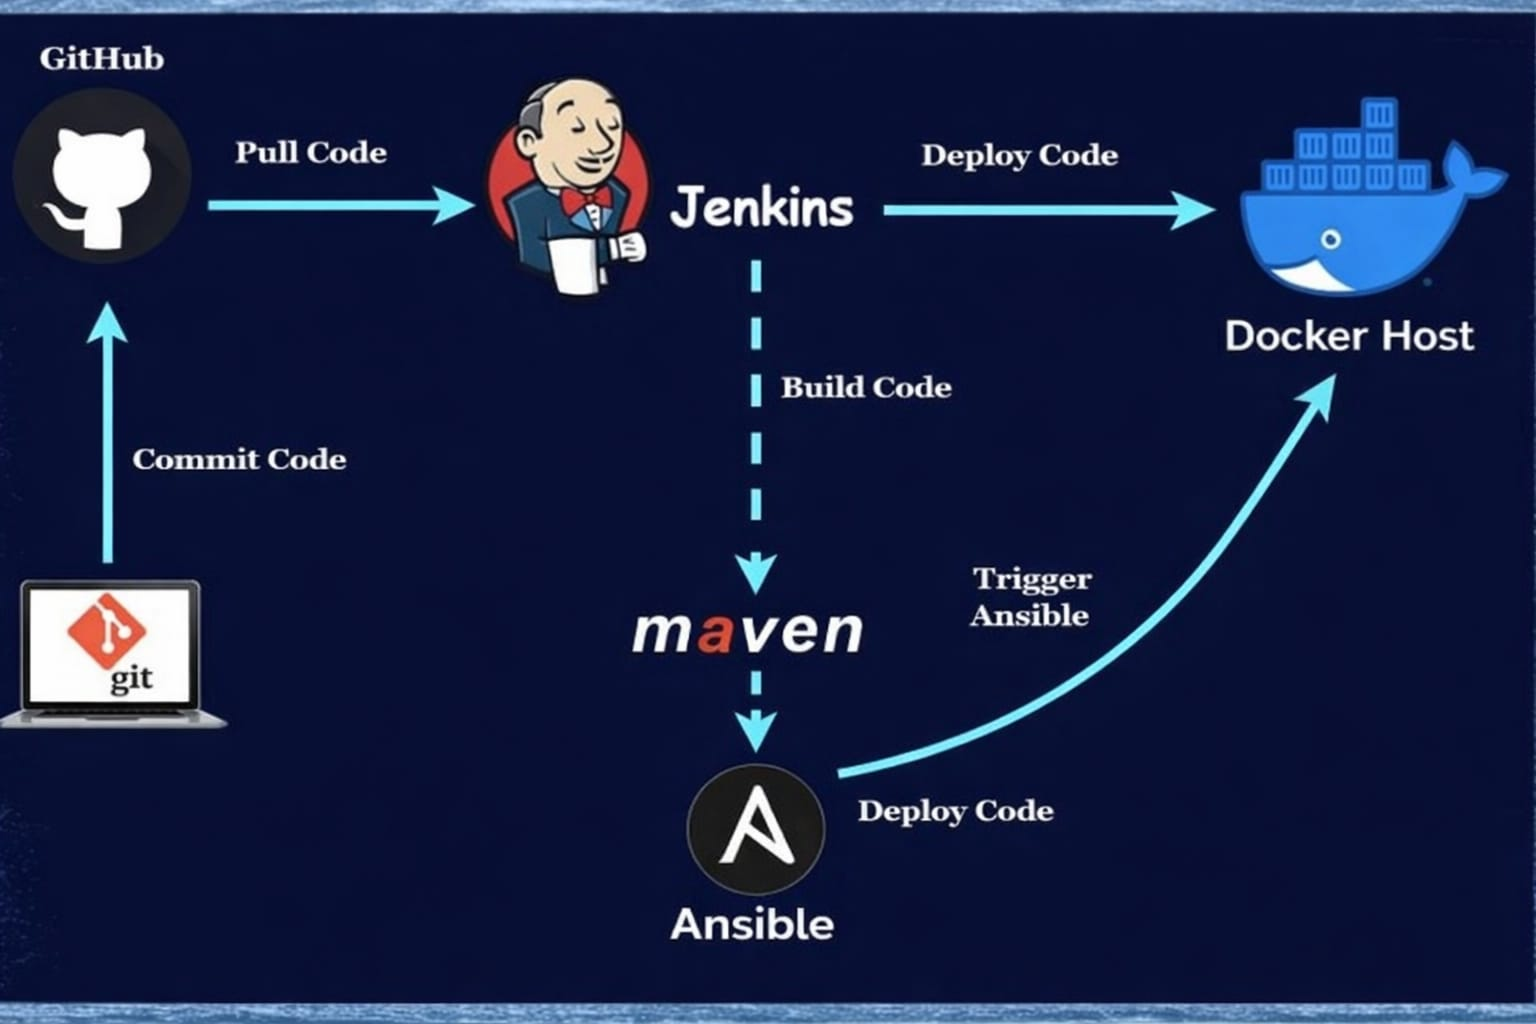 GitHub
Pull Code
Jenkins
Deploy Code
Docker Host
Build Code
Commit Code
git
maven
Trigger
Ansible
Deploy Code
Ansible